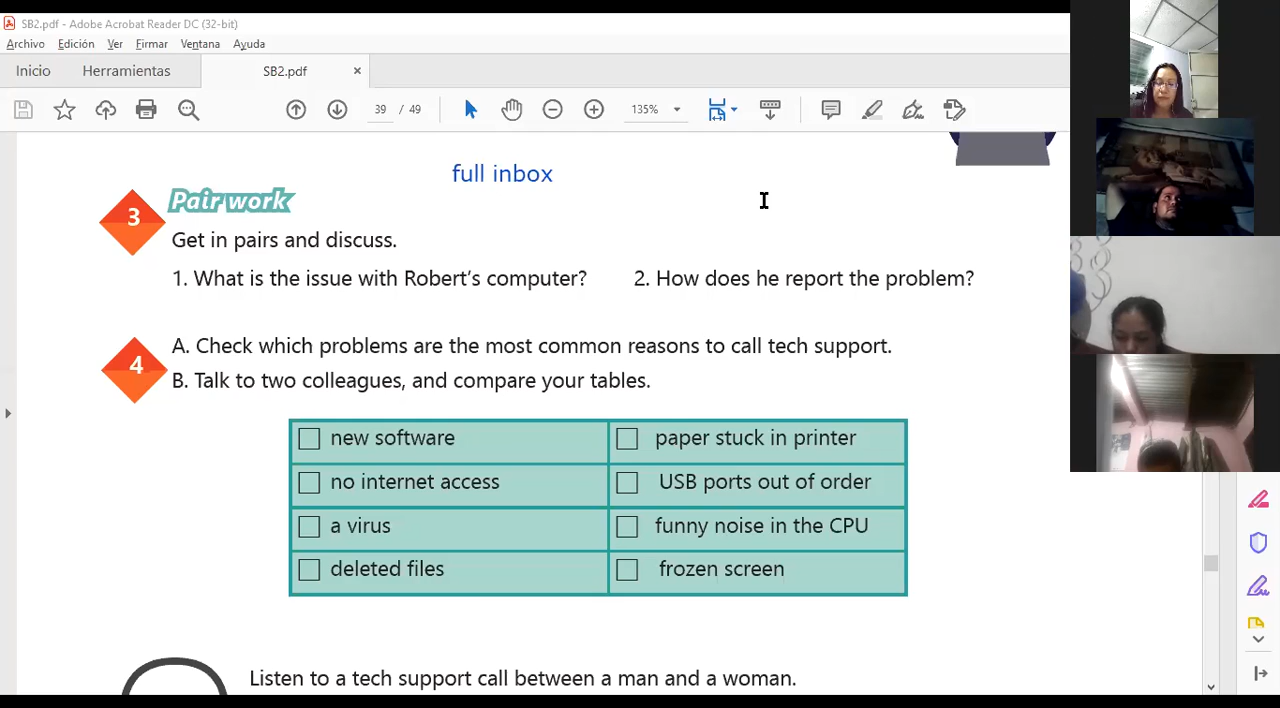 SB2.pdf - Adobe Acrobat Reader DC (32-bit)
Archivo Edición Ver Firmar Ventana Ayuda
Inicio Herramientas SB2.pdf ×
39 / 49 135%
full inbox
3 Pair work
Get in pairs and discuss.
1. What is the issue with Robert's computer? 2. How does he report the problem?
4 A. Check which problems are the most common reasons to call tech support.
B. Talk to two colleagues, and compare your tables.
new software paper stuck in printer
no internet access USB ports out of order
a virus funny noise in the CPU
deleted files frozen screen
Listen to a tech support call between a man and a woman.